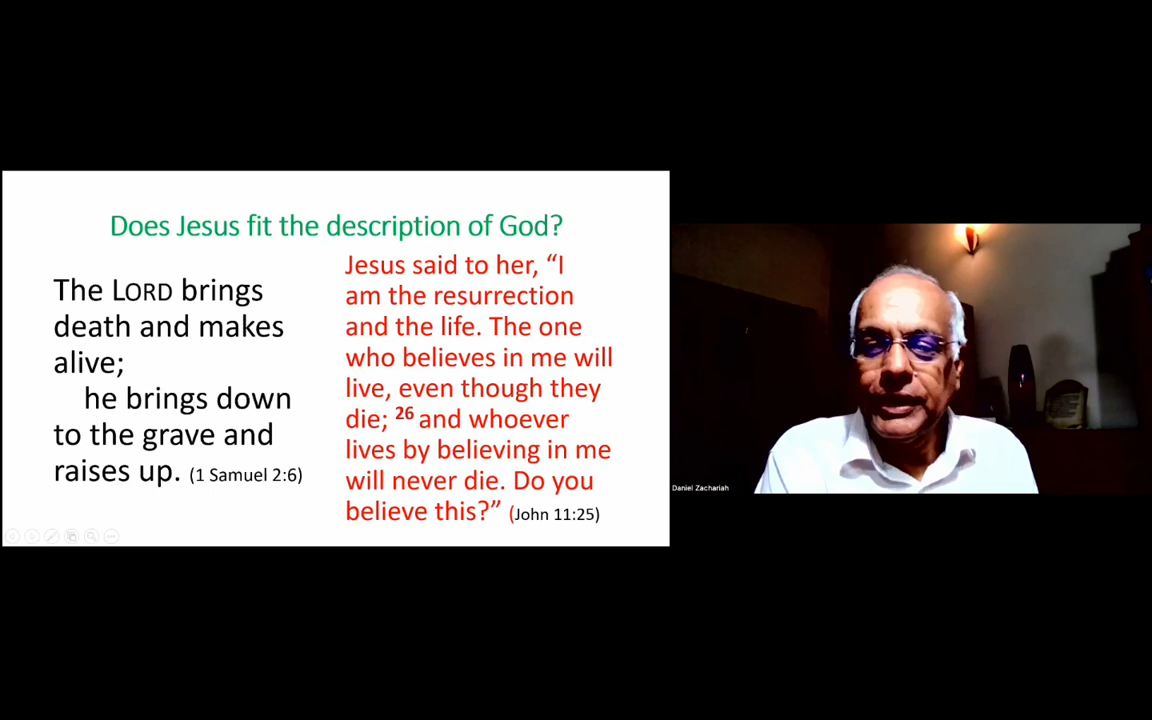 Does Jesus fit the description of God?
The LORD brings
death and makes
alive;
he brings down
to the grave and
raises up. (1 Samuel 2:6)
Jesus said to her, “I
am the resurrection
and the life. The one
who believes in me will
live, even though they
die; 26 and whoever
lives by believing in me
will never die. Do you
believe this?” (John 11:25)
Daniel Zachariah